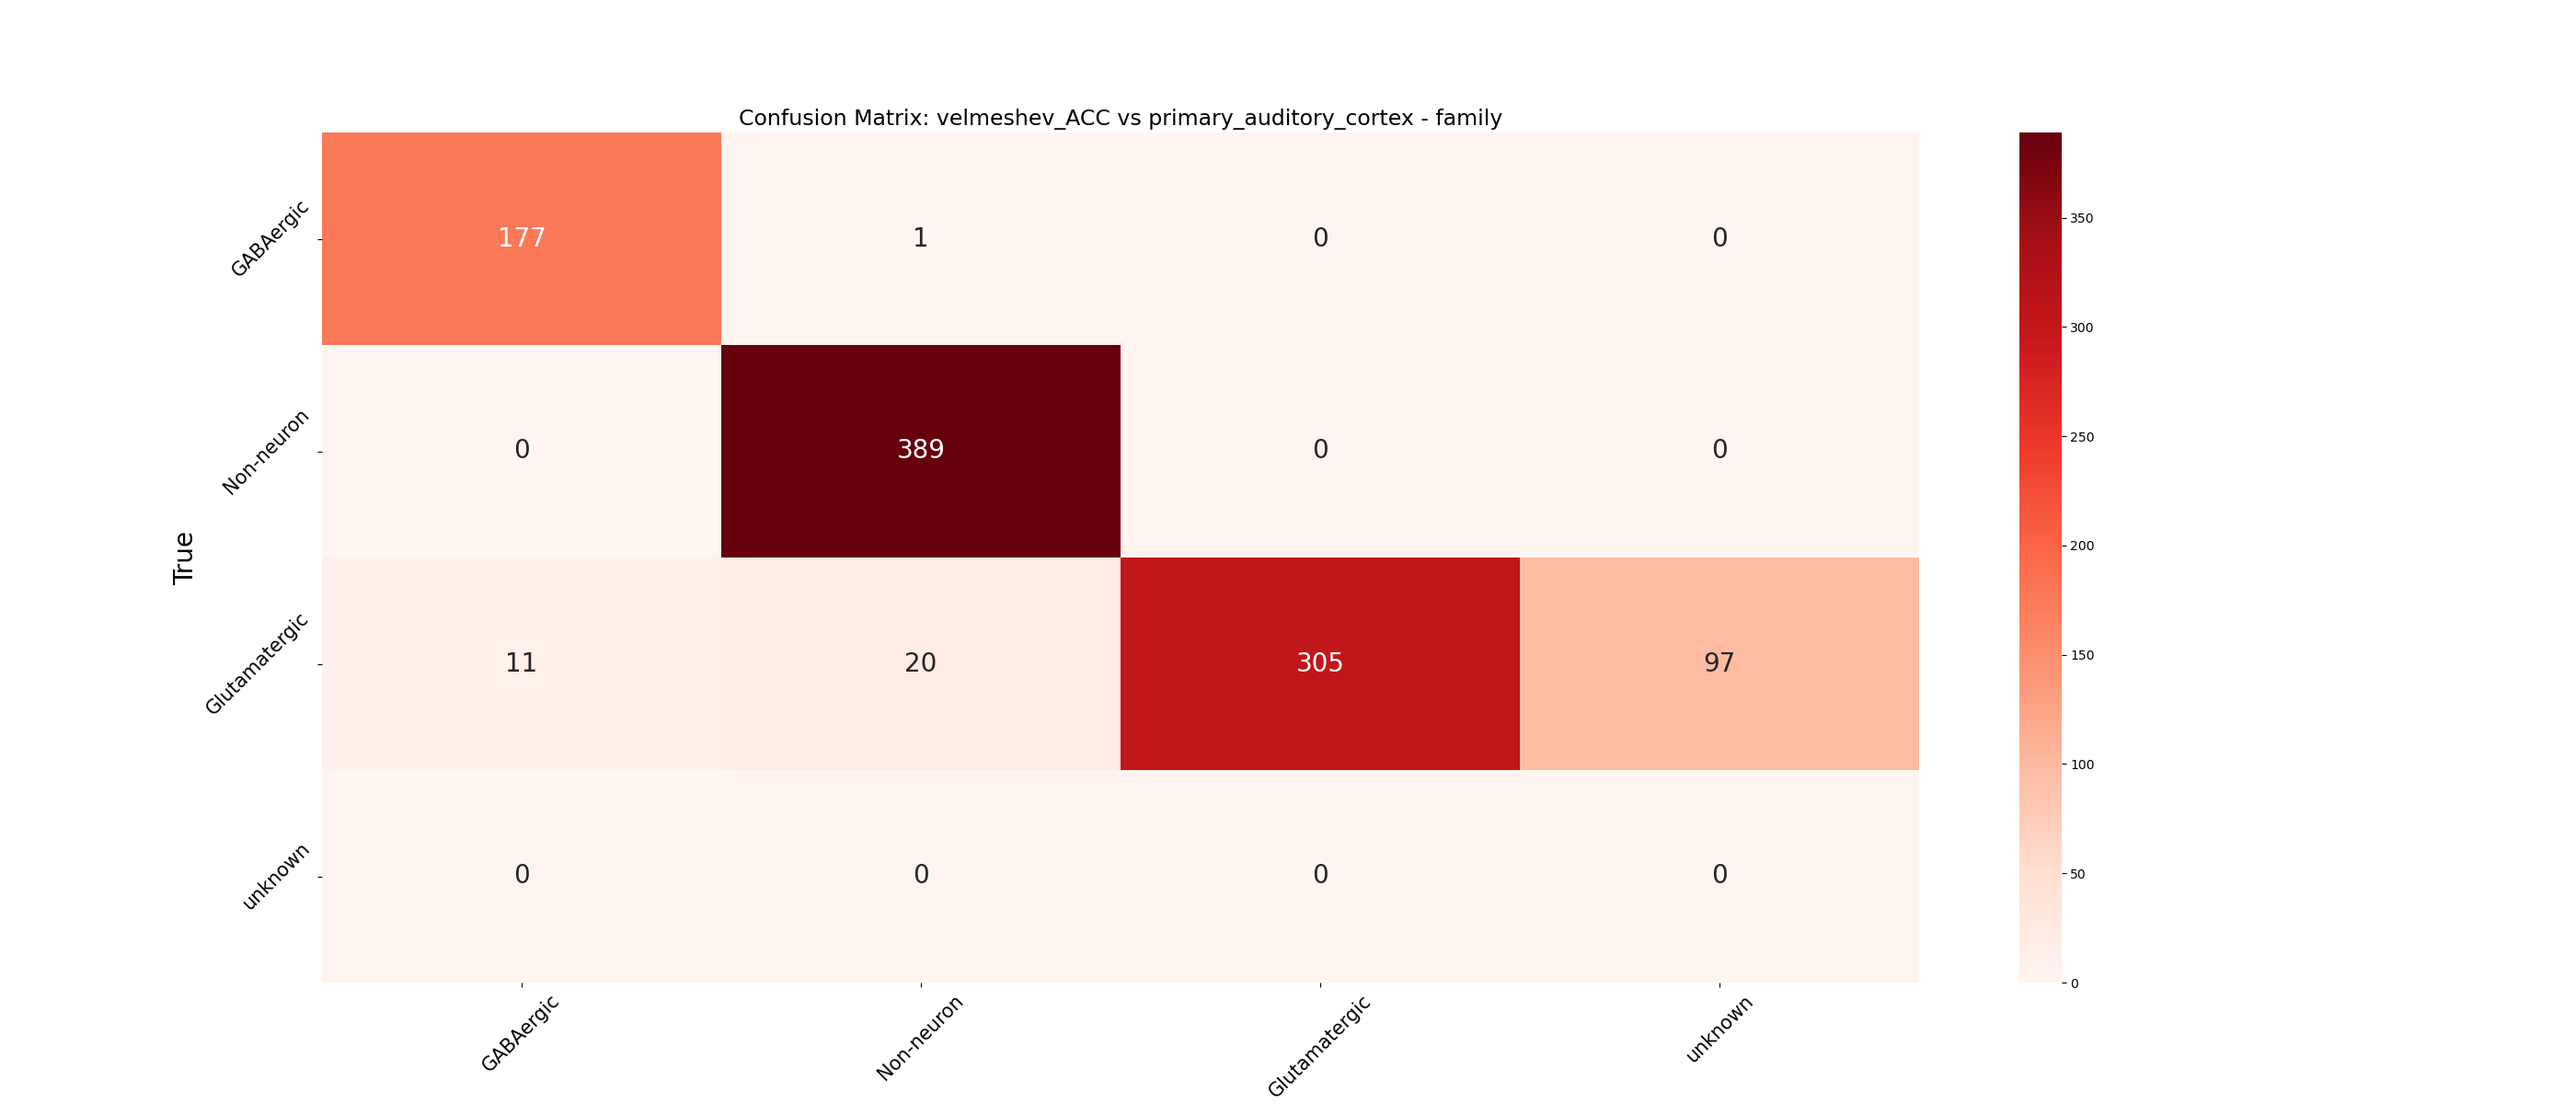 Confusion Matrix: velmeshev_ACC vs primary_auditory_cortex - family
True
GABAergic 177 1 0 0
Non-neuron 0 389 0 0
Glutamatergic 11 20 305 97
unknown 0 0 0 0
GABAergic Non-neuron Glutamatergic unknown
350
300
250
200
150
100
50
0